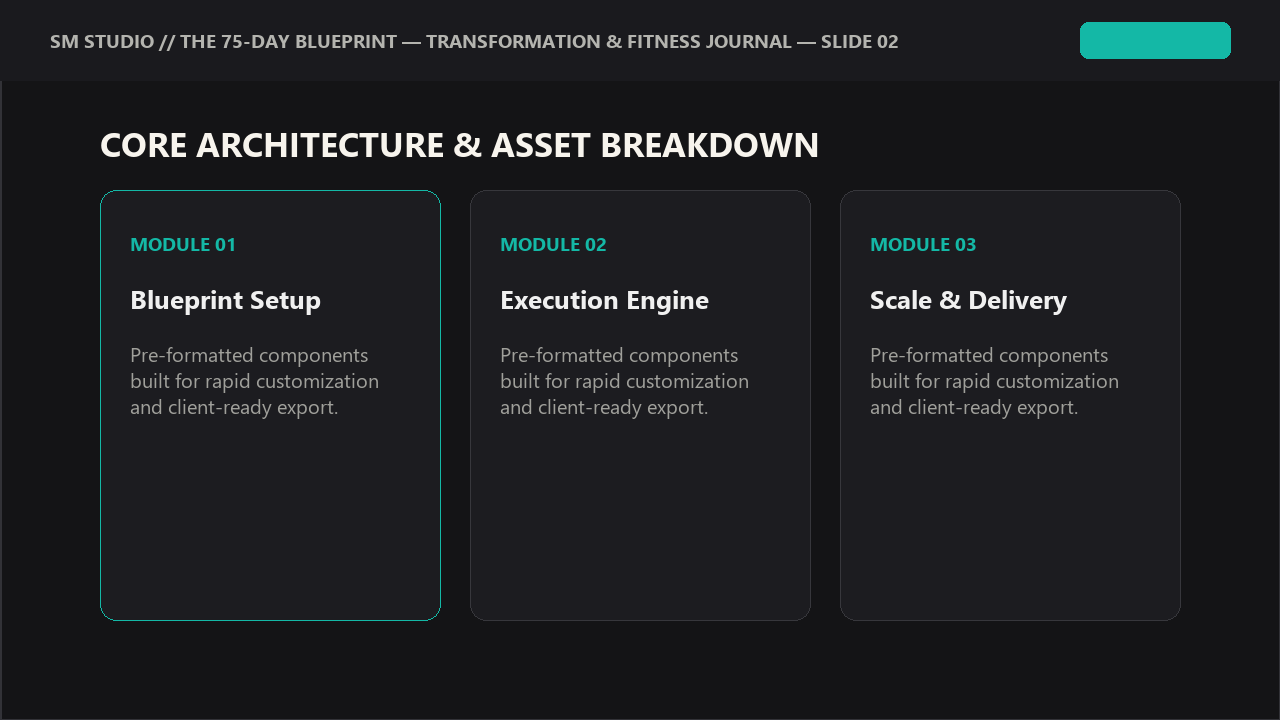 SM STUDIO // THE 75-DAY BLUEPRINT — TRANSFORMATION & FITNESS JOURNAL — SLIDE 02
CORE ARCHITECTURE & ASSET BREAKDOWN
MODULE 01
Blueprint Setup
Pre-formatted components
built for rapid customization
and client-ready export.
MODULE 02
Execution Engine
Pre-formatted components
built for rapid customization
and client-ready export.
MODULE 03
Scale & Delivery
Pre-formatted components
built for rapid customization
and client-ready export.